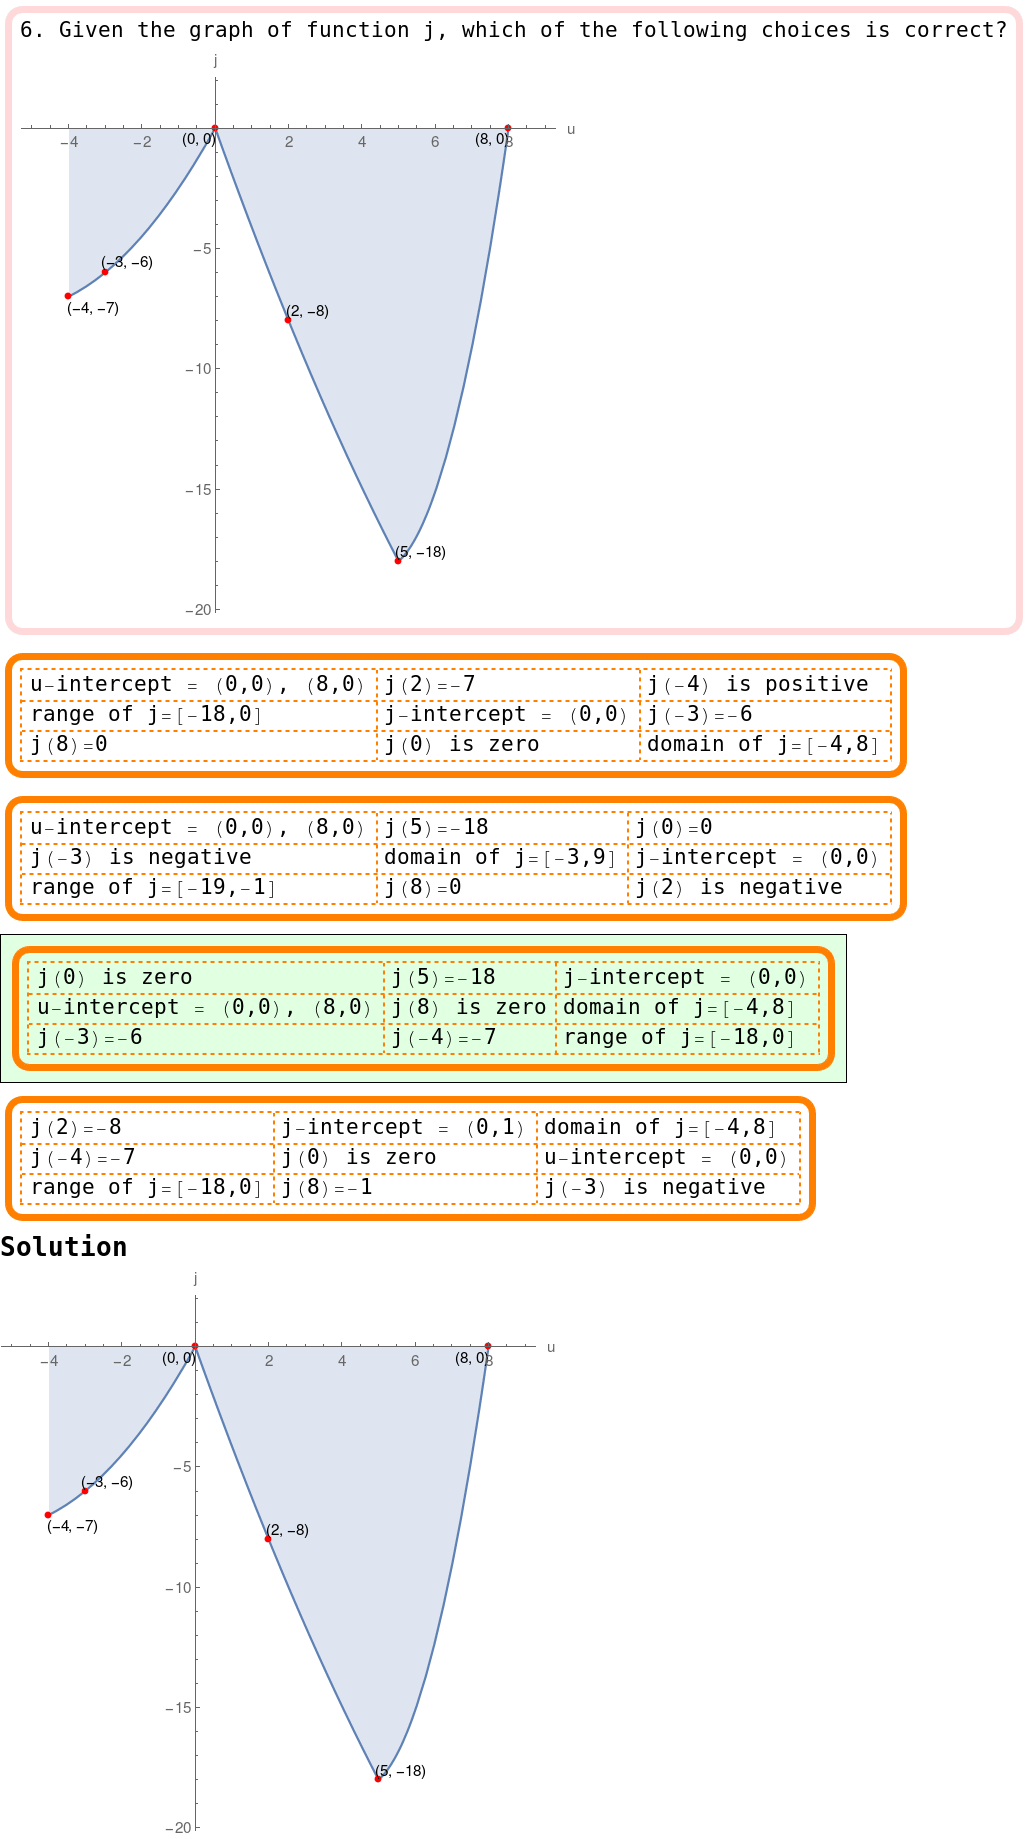 6. Given the graph of function j, which of the following choices is correct?
j
u
−4 −2 2 4 6 8
(0, 0) (8, 0)
(−3, −6)
−5
(−4, −7)
(2, −8)
−10
−15
(5, −18)
−20
u-intercept = (0,0), (8,0) j(2)=-7 j(-4) is positive
range of j=[-18,0] j-intercept = (0,0) j(-3)=-6
j(8)=0 j(0) is zero domain of j=[-4,8]
u-intercept = (0,0), (8,0) j(5)=-18 j(0)=0
j(-3) is negative domain of j=[-3,9] j-intercept = (0,0)
range of j=[-19,-1] j(8)=0 j(2) is negative
j(0) is zero j(5)=-18 j-intercept = (0,0)
u-intercept = (0,0), (8,0) j(8) is zero domain of j=[-4,8]
j(-3)=-6 j(-4)=-7 range of j=[-18,0]
j(2)=-8 j-intercept = (0,1) domain of j=[-4,8]
j(-4)=-7 j(0) is zero u-intercept = (0,0)
range of j=[-18,0] j(8)=-1 j(-3) is negative
Solution
j
u
−4 −2 2 4 6 8
(0, 0) (8, 0)
−5
(−3, −6)
(−4, −7)
(2, −8)
−10
−15
(5, −18)
−20